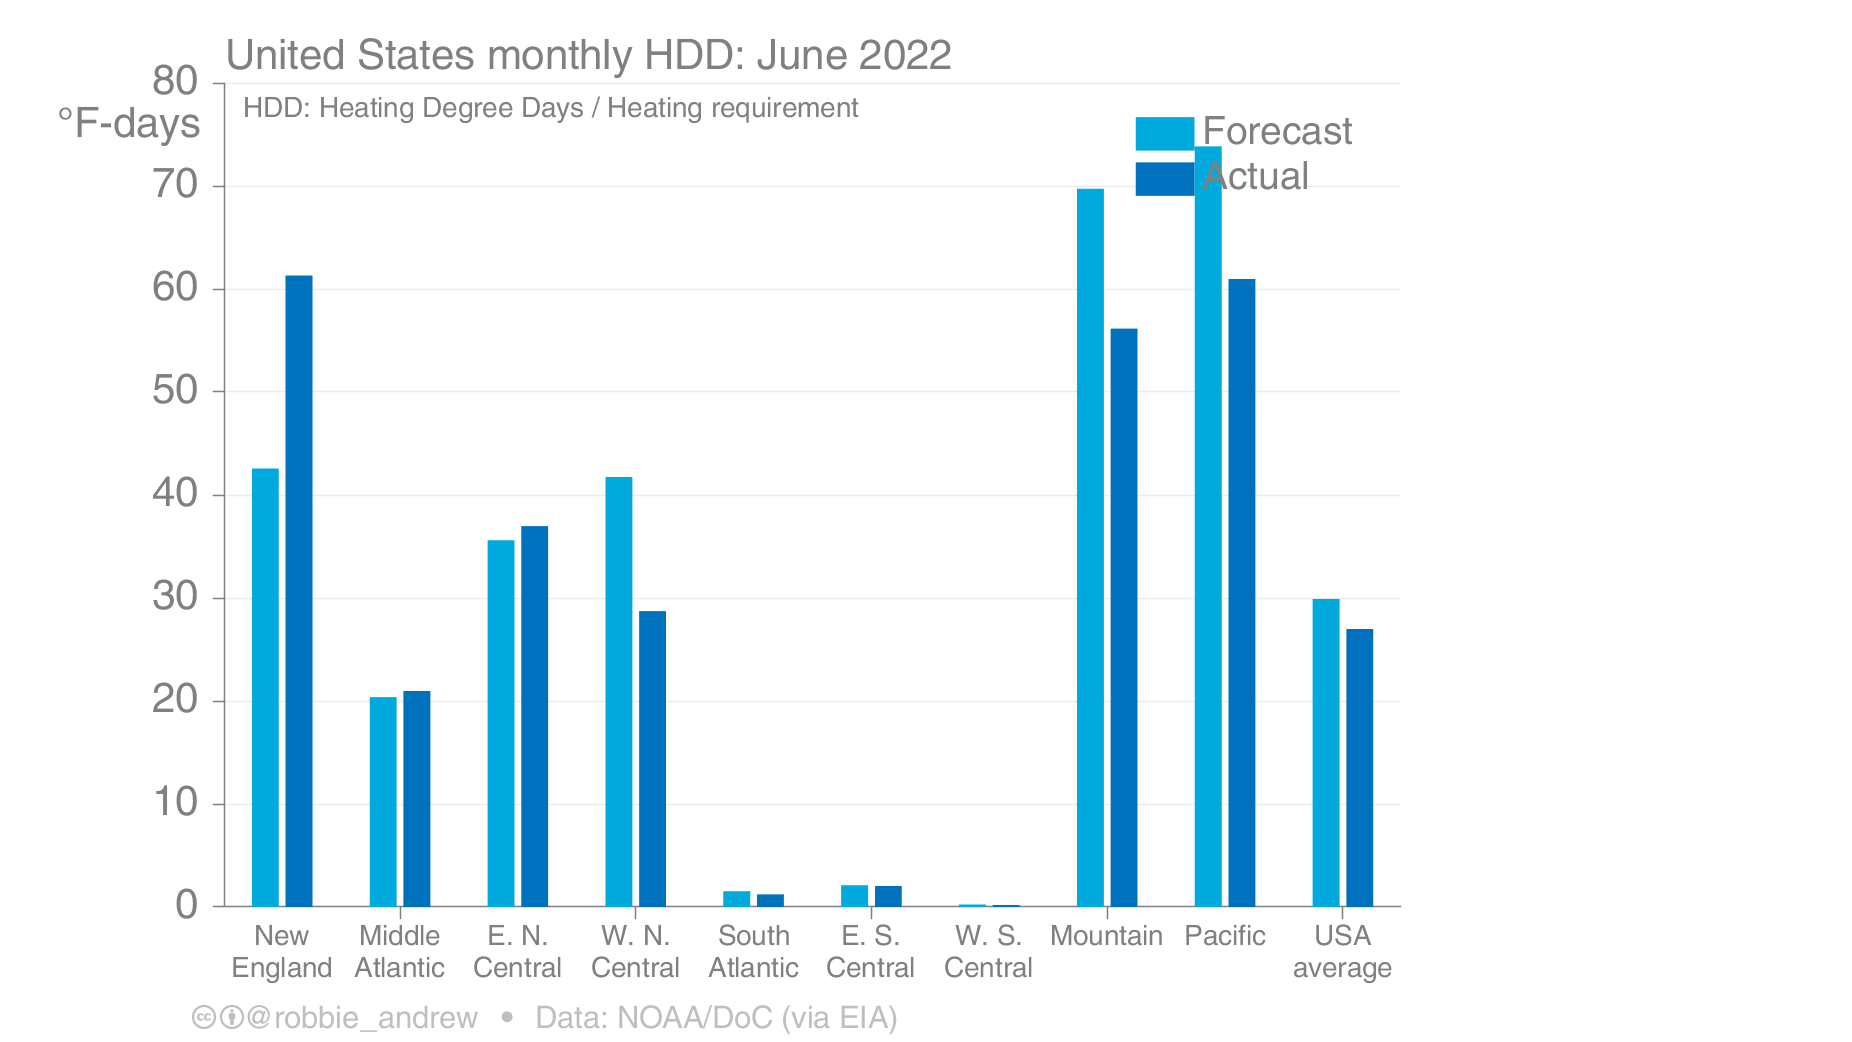 United States monthly HDD: June 2022
80
°F-days
HDD: Heating Degree Days / Heating requirement
Forecast
Actual
70
60
50
40
30
20
10
0
New England
Middle Atlantic
E. N. Central
W. N. Central
South Atlantic
E. S. Central
W. S. Central
Mountain
Pacific
USA average
cc @robbie_andrew • Data: NOAA/DoC (via EIA)